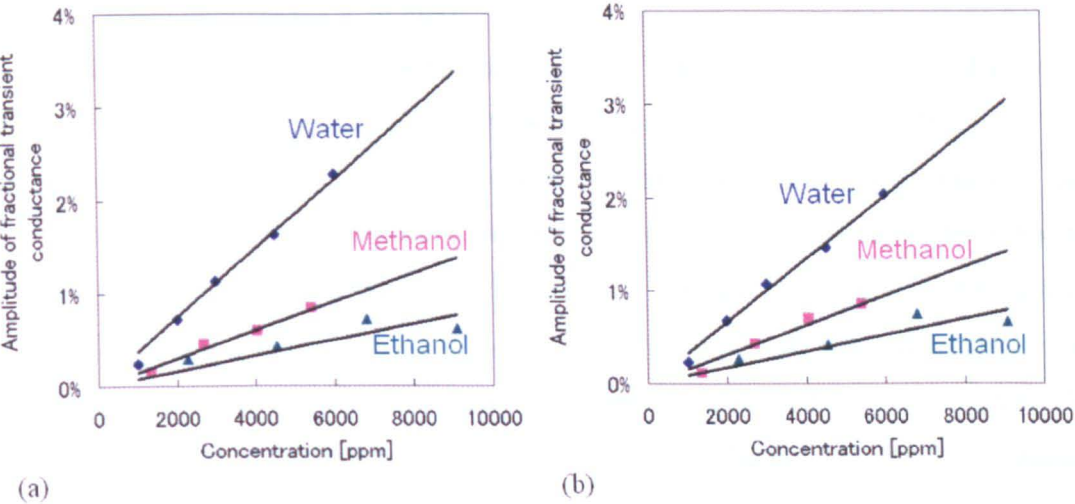 Amplitude of fractional transient
conductance
4%
3%
2%
1%
0%
Water
Methanol
Ethanol
0 2000 4000 6000 8000 10000
Concentration [ppm]
(a)
Amplitude of fractional transient
conductance
4%
3%
2%
1%
0%
Water
Methanol
Ethanol
0 2000 4000 6000 8000 10000
Concentration [ppm]
(b)